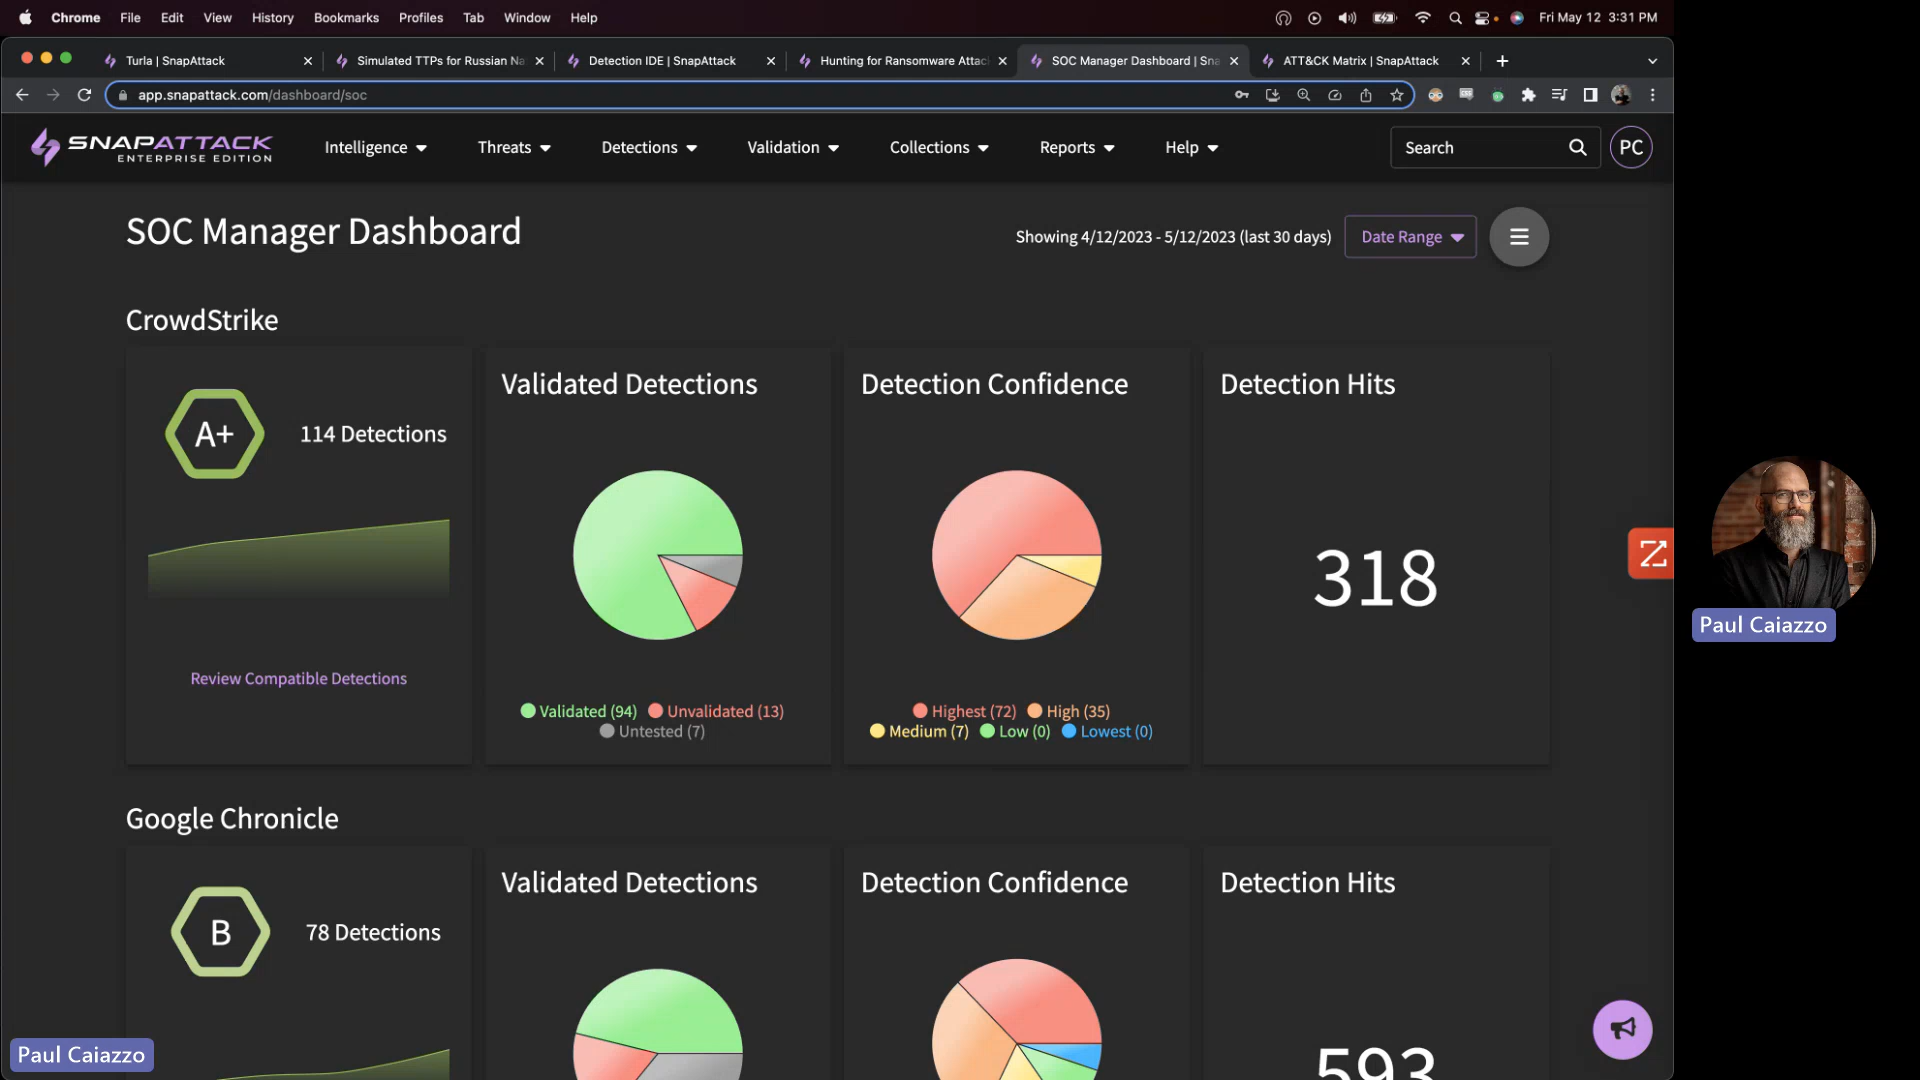 Chrome File Edit View History Bookmarks Profiles Tab Window Help Fri May 12 3:31 PM
Turla | SnapAttack Simulated TTPs for Russian Na Detection IDE | SnapAttack Hunting for Ransomware Attac SOC Manager Dashboard | Sna ATT&CK Matrix | SnapAttack
app.snapattack.com/dashboard/soc
SNAPATTACK
ENTERPRISE EDITION
Intelligence Threats Detections Validation Collections Reports Help Search PC
SOC Manager Dashboard
Showing 4/12/2023 - 5/12/2023 (last 30 days) Date Range
CrowdStrike
A+ 114 Detections
Review Compatible Detections
Validated Detections
Validated (94) Unvalidated (13)
Untested (7)
Detection Confidence
Highest (72) High (35)
Medium (7) Low (0) Lowest (0)
Detection Hits
318
Google Chronicle
B 78 Detections
Validated Detections
Detection Confidence
Detection Hits
593
Paul Caiazzo
Paul Caiazzo